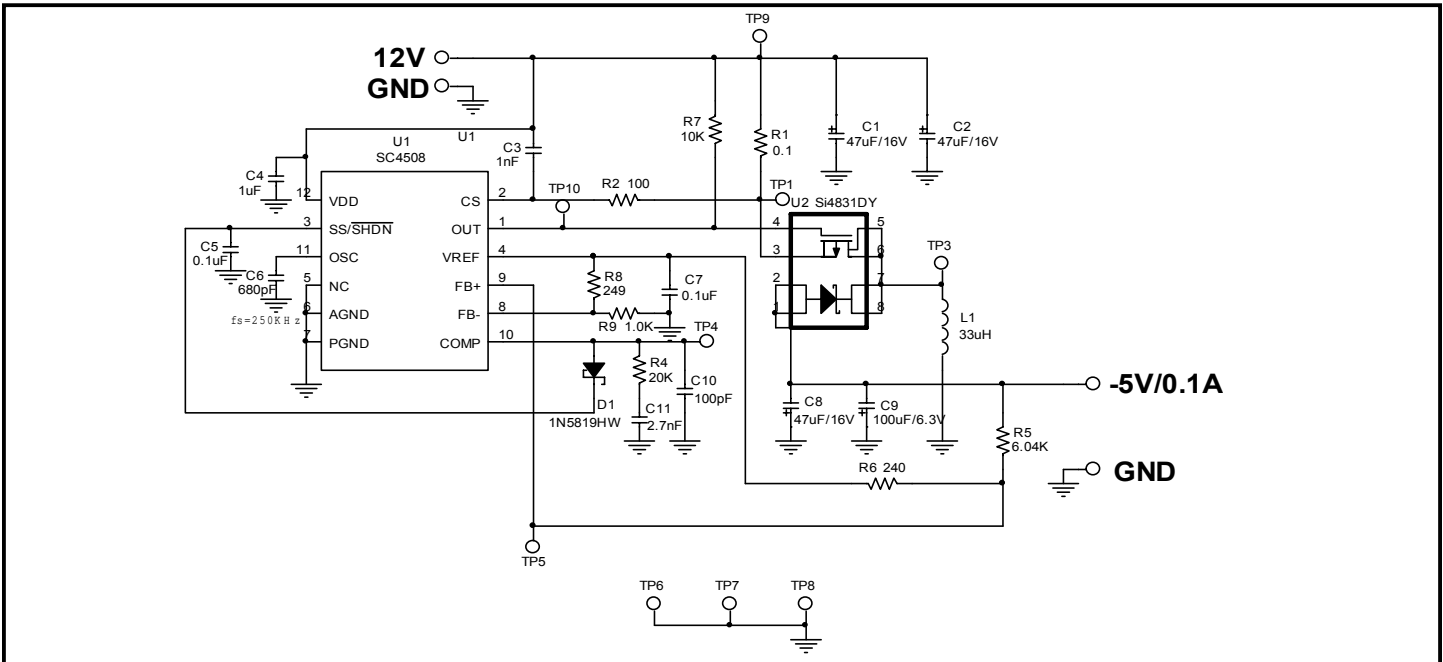 TP9
12V
GND
R7
10K
R1
0.1
C1
47uF/16V
C2
47uF/16V
U1
U1
SC4508
C3
1nF
C4
1uF
TP10
R2 100
TP1
U2 Si4831DY
12 VDD
CS 2
3 SS/SHDN
OUT 1
11 OSC
VREF 4
5 NC
FB+ 9
6 AGND
FB- 8
7 PGND
COMP 10
C5
0.1uF
C6
680pF
fs=250KHz
R8
249
C7
0.1uF
R9 1.0K
TP4
4
5
3
6
2
7
1
8
TP3
L1
33uH
R4
20K
C10
100pF
D1
1N5819HW
C11
2.7nF
C8
47uF/16V
C9
100uF/6.3V
-5V/0.1A
R5
6.04K
R6 240
GND
TP5
TP6
TP7
TP8